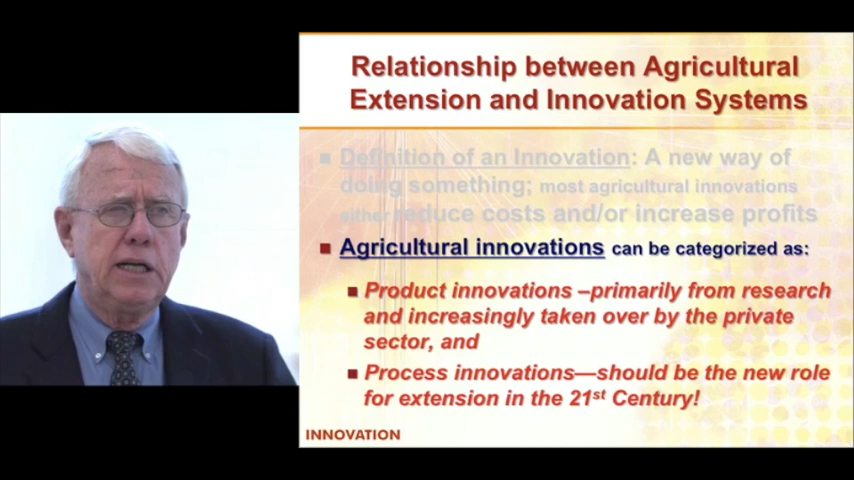 Relationship between Agricultural
Extension and Innovation Systems
Definition of an Innovation: A new way of
doing something; most agricultural innovations
either reduce costs and/or increase profits
Agricultural innovations can be categorized as:
Product innovations –primarily from research
and increasingly taken over by the private
sector, and
Process innovations—should be the new role
for extension in the 21st Century!
INNOVATION